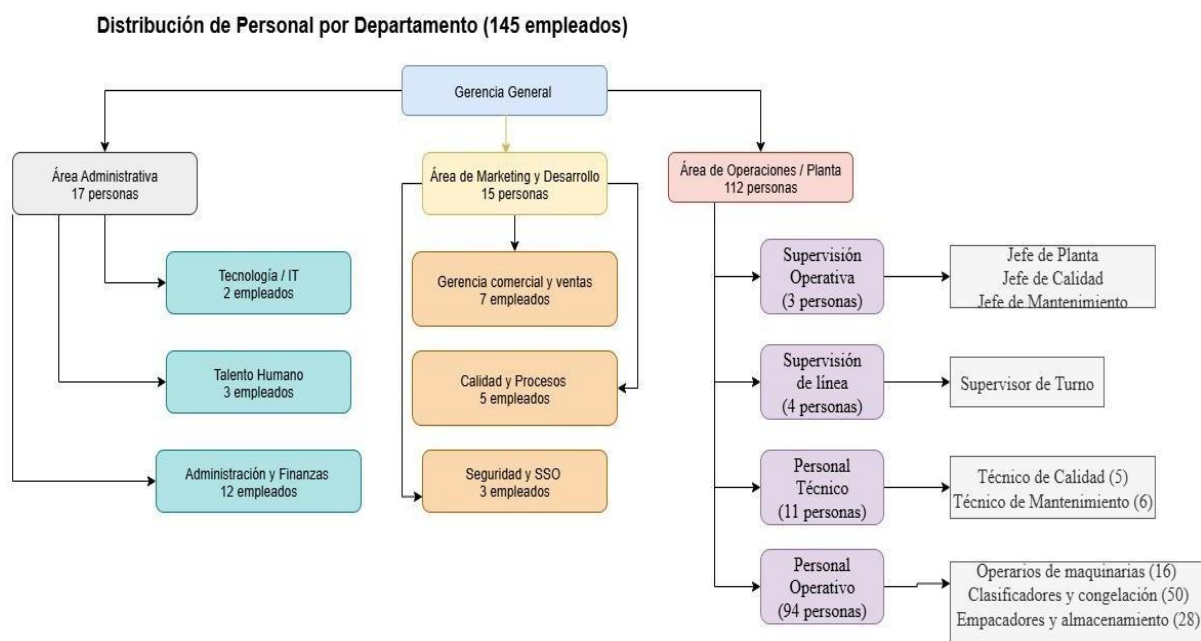 Distribución de Personal por Departamento (145 empleados)
Gerencia General
Área Administrativa
17 personas
Tecnología / IT
2 empleados
Talento Humano
3 empleados
Administración y Finanzas
12 empleados
Área de Marketing y Desarrollo
15 personas
Gerencia comercial y ventas
7 empleados
Calidad y Procesos
5 empleados
Seguridad y SSO
3 empleados
Área de Operaciones / Planta
112 personas
Supervisión
Operativa
(3 personas)
Jefe de Planta
Jefe de Calidad
Jefe de Mantenimiento
Supervisión
de línea
(4 personas)
Supervisor de Turno
Personal
Técnico
(11 personas)
Técnico de Calidad (5)
Técnico de Mantenimiento (6)
Personal
Operativo
(94 personas)
Operarios de maquinarias (16)
Clasificadores y congelación (50)
Empacadores y almacenamiento (28)